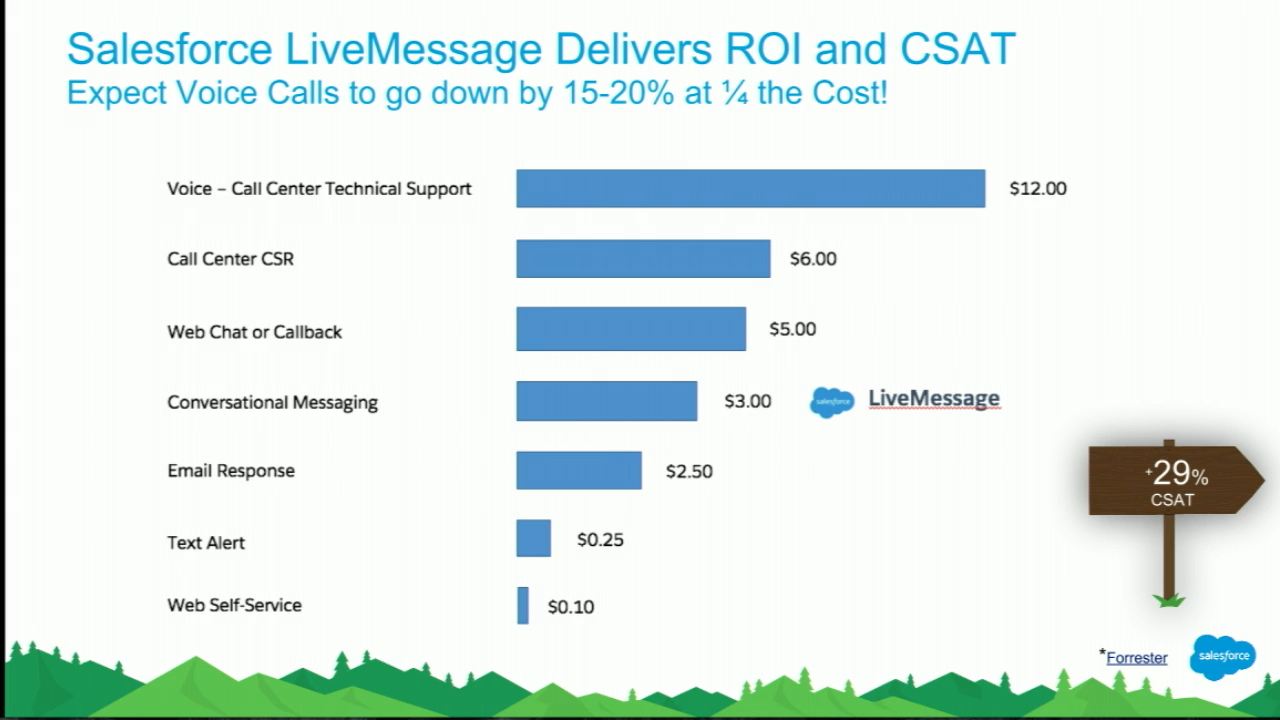 Salesforce LiveMessage Delivers ROI and CSAT
Expect Voice Calls to go down by 15-20% at ¼ the Cost!
Voice – Call Center Technical Support $12.00
Call Center CSR $6.00
Web Chat or Callback $5.00
Conversational Messaging $3.00 salesforce LiveMessage
Email Response $2.50
+29%
CSAT
Text Alert $0.25
Web Self-Service $0.10
*Forrester salesforce